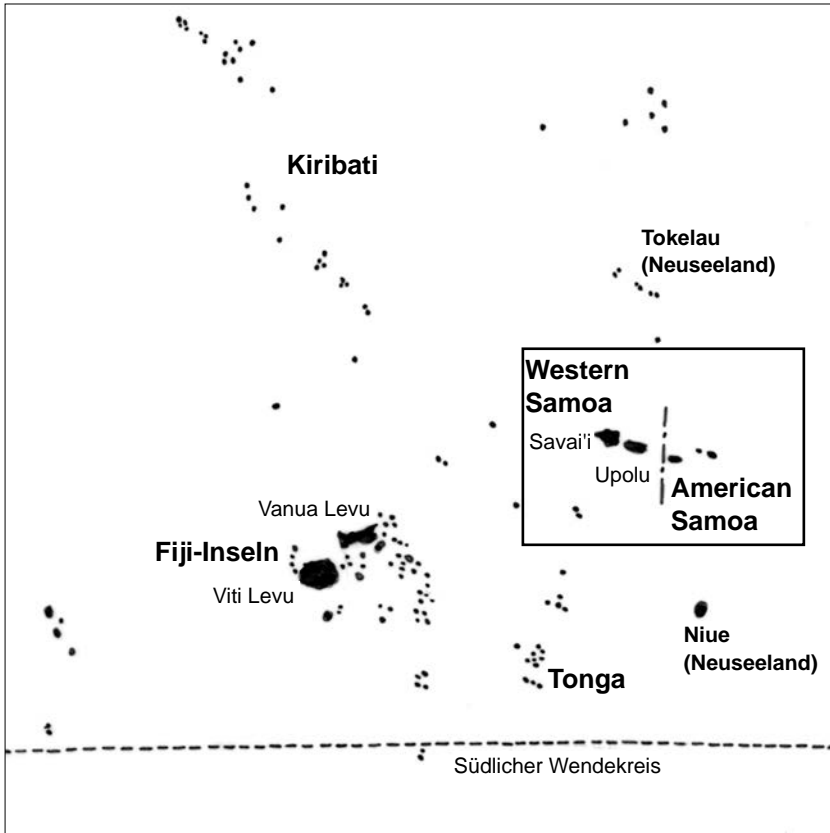 Kiribati
Tokelau
(Neuseeland)
Western
Samoa
Savai'i
Upolu
American
Samoa
Vanua Levu
Fiji-Inseln
Viti Levu
Niue
(Neuseeland)
Tonga
Südlicher Wendekreis